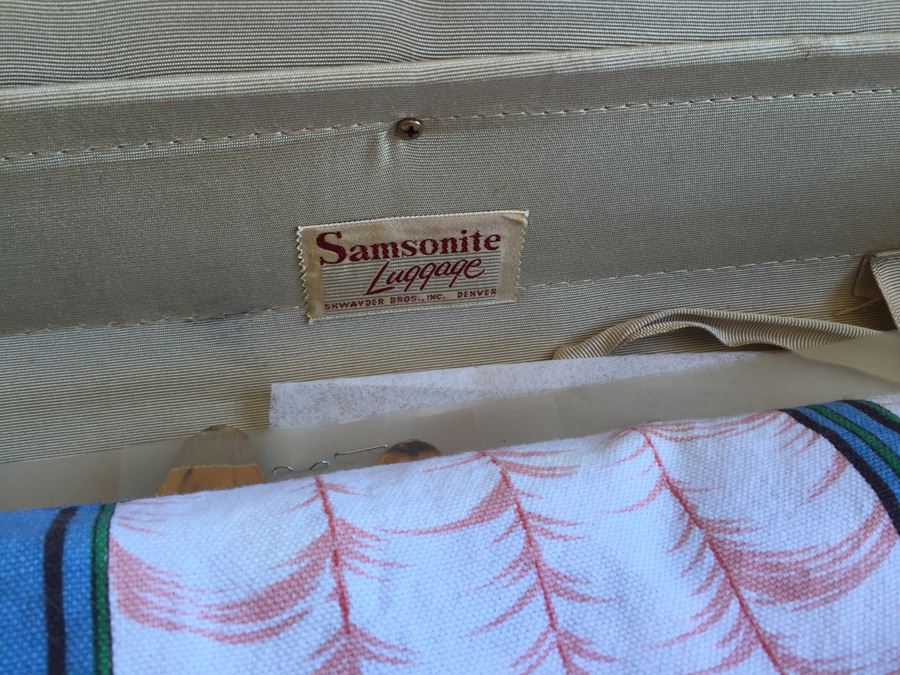 Samsonite
Luggage
SHWAYDER BROS., INC. DENVER